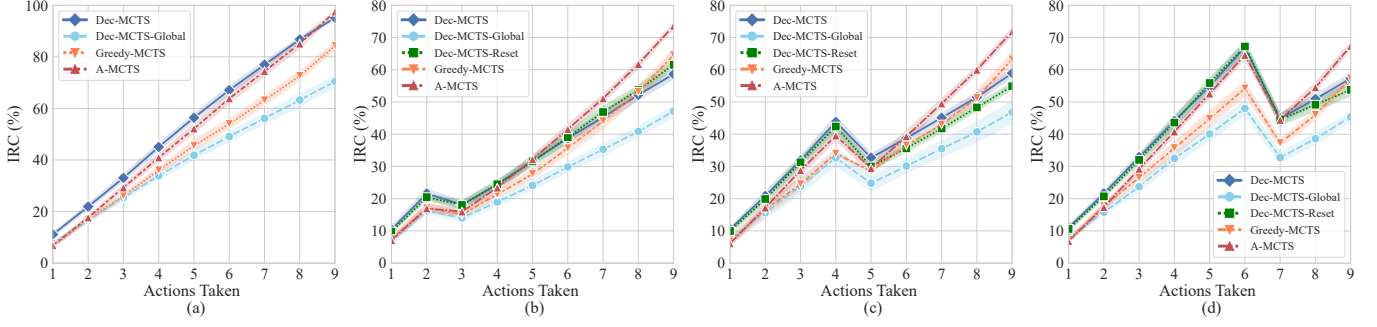 100
80
60
40
20
0
IRC (%)
Dec-MCTS
Dec-MCTS-Global
Greedy-MCTS
A-MCTS
1 2 3 4 5 6 7 8 9
Actions Taken
(a)
80
70
60
50
40
30
20
10
0
IRC (%)
Dec-MCTS
Dec-MCTS-Global
Dec-MCTS-Reset
Greedy-MCTS
A-MCTS
1 2 3 4 5 6 7 8 9
Actions Taken
(b)
80
70
60
50
40
30
20
10
0
IRC (%)
Dec-MCTS
Dec-MCTS-Global
Dec-MCTS-Reset
Greedy-MCTS
A-MCTS
1 2 3 4 5 6 7 8 9
Actions Taken
(c)
80
70
60
50
40
30
20
10
0
IRC (%)
Dec-MCTS
Dec-MCTS-Global
Dec-MCTS-Reset
Greedy-MCTS
A-MCTS
1 2 3 4 5 6 7 8 9
Actions Taken
(d)